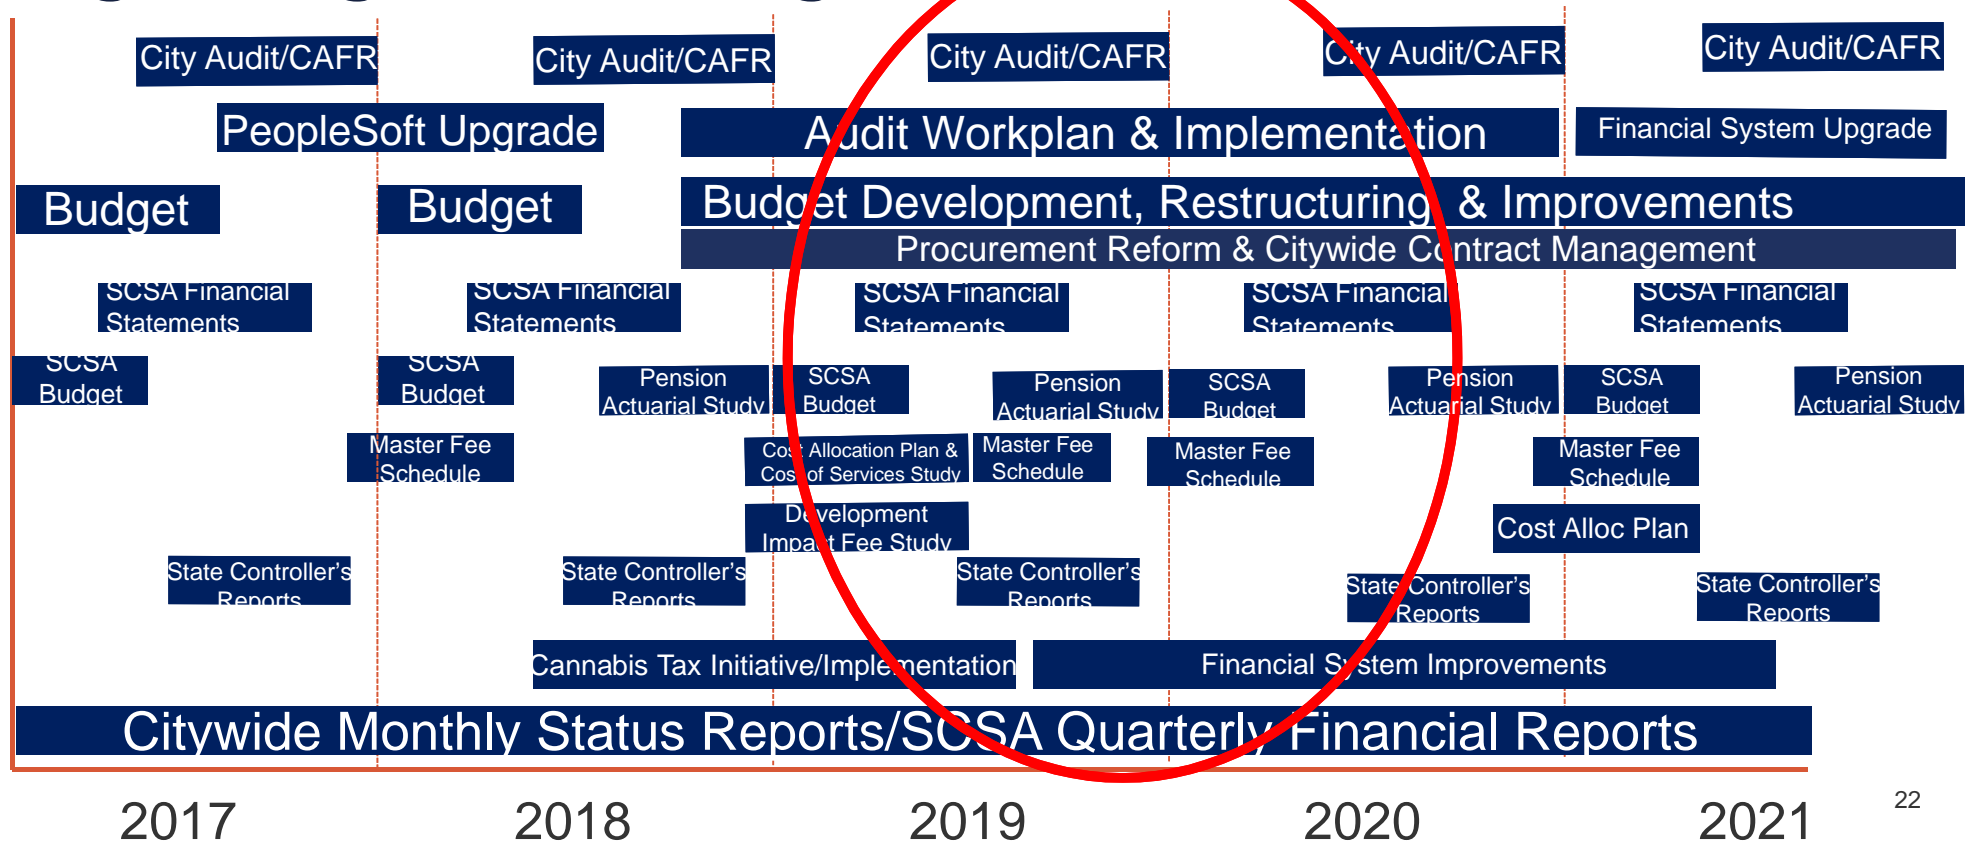 City Audit/CAFR
City Audit/CAFR
City Audit/CAFR
City Audit/CAFR
City Audit/CAFR
PeopleSoft Upgrade
Audit Workplan & Implementation
Financial System Upgrade
Budget
Budget
Budget Development, Restructuring, & Improvements
Procurement Reform & Citywide Contract Management
SCSA Financial
Statements
SCSA Financial
Statements
SCSA Financial
Statements
SCSA Financial
Statements
SCSA Financial
Statements
SCSA
Budget
SCSA
Budget
Pension
Actuarial Study
SCSA
Budget
Pension
Actuarial Study
SCSA
Budget
Pension
Actuarial Study
SCSA
Budget
Pension
Actuarial Study
Master Fee
Schedule
Cost Allocation Plan &
Cost of Services Study
Master Fee
Schedule
Master Fee
Schedule
Master Fee
Schedule
Development
Impact Fee Study
Cost Alloc Plan
State Controller's
Reports
State Controller's
Reports
State Controller's
Reports
State Controller's
Reports
State Controller's
Reports
Cannabis Tax Initiative/Implementation
Financial System Improvements
Citywide Monthly Status Reports/SCSA Quarterly Financial Reports
2017
2018
2019
2020
2021
22